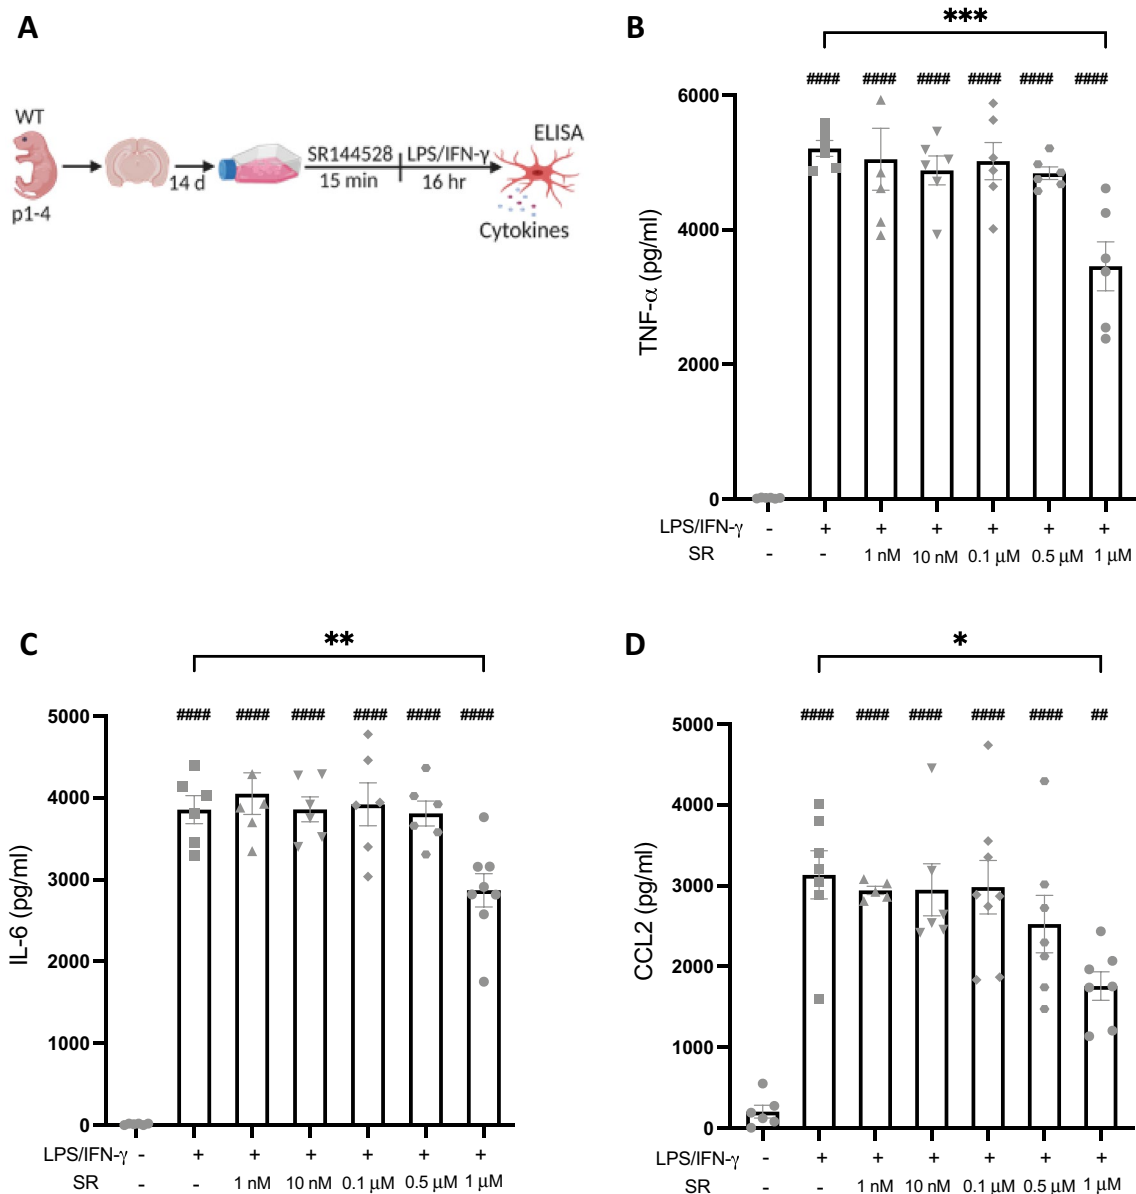 A
WT
p1-4
14 d
SR144528
15 min
LPS/IFN-γ
16 hr
ELISA
Cytokines
B
***
#### #### #### #### #### ####
TNF-α (pg/ml)
6000
4000
2000
0
LPS/IFN-γ - + + + + + +
SR - - 1 nM 10 nM 0.1 μM 0.5 μM 1 μM
C
**
#### #### #### #### #### ####
IL-6 (pg/ml)
5000
4000
3000
2000
1000
0
LPS/IFN-γ - + + + + + +
SR - - 1 nM 10 nM 0.1 μM 0.5 μM 1 μM
D
*
#### #### #### #### #### ##
CCL2 (pg/ml)
5000
4000
3000
2000
1000
0
LPS/IFN-γ - + + + + + +
SR - - 1 nM 10 nM 0.1 μM 0.5 μM 1 μM